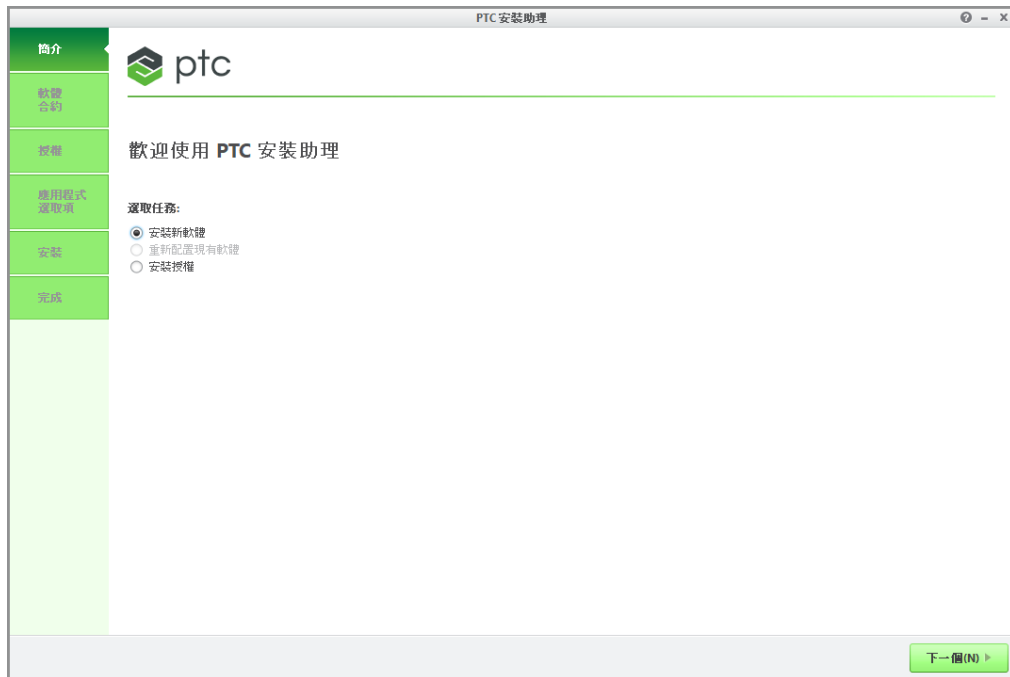 PTC 安裝助理
簡介
ptc
軟體
合約
授權
歡迎使用 PTC 安裝助理
應用程式
選取項
選取任務:
安裝新軟體
重新配置現有軟體
安裝
安裝授權
完成
下一個(N)